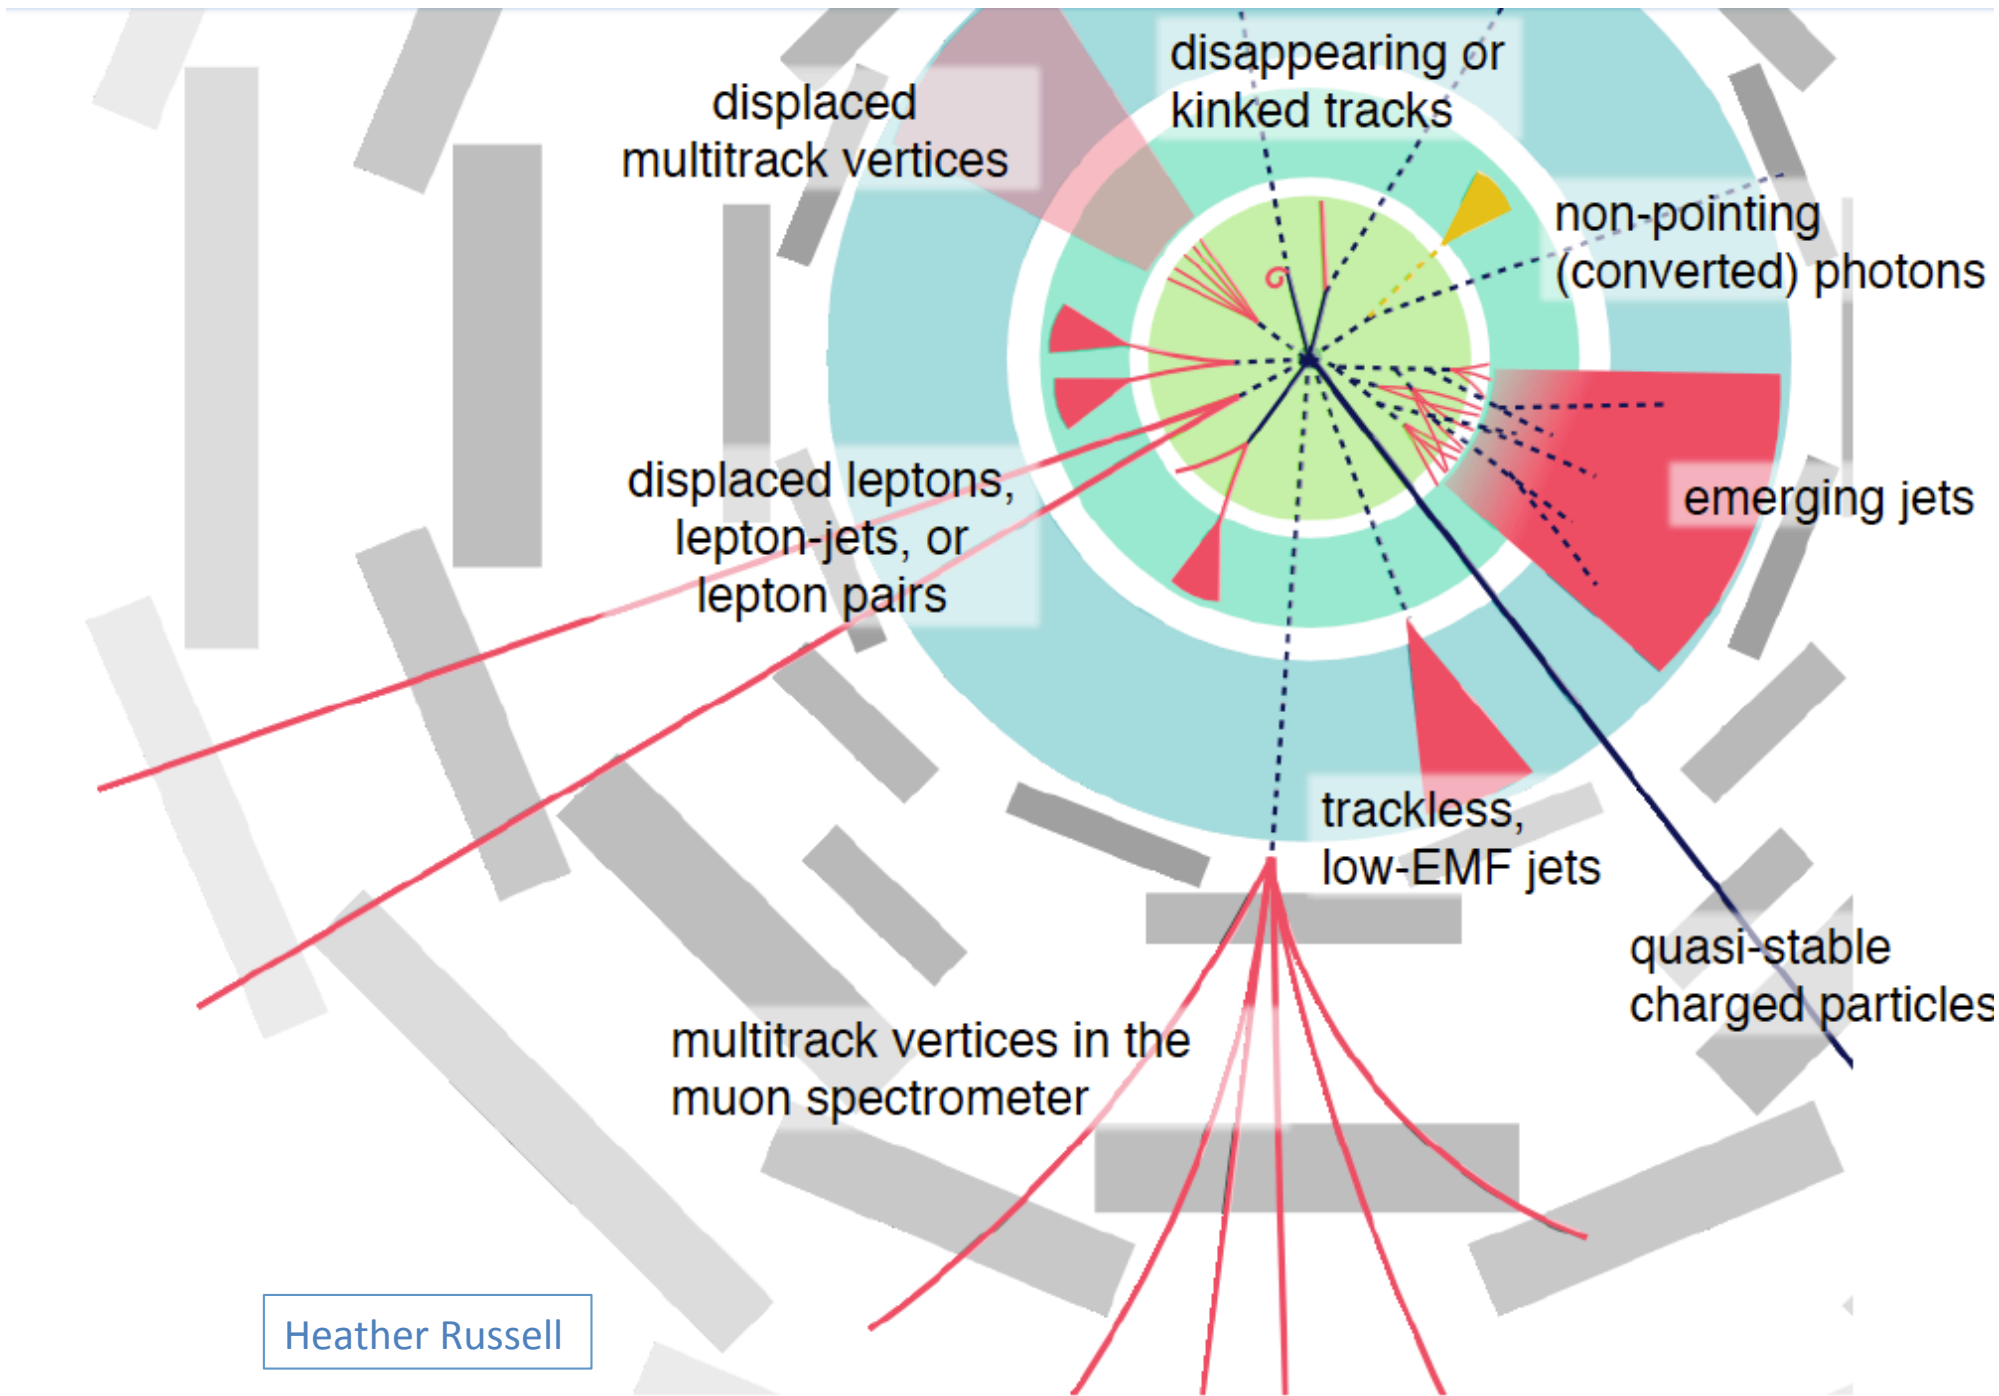 disappearing or
kinked tracks
displaced
multitrack vertices
non-pointing
(converted) photons
displaced leptons,
lepton-jets, or
lepton pairs
emerging jets
trackless,
low-EMF jets
quasi-stable
charged particles
multitrack vertices in the
muon spectrometer
Heather Russell